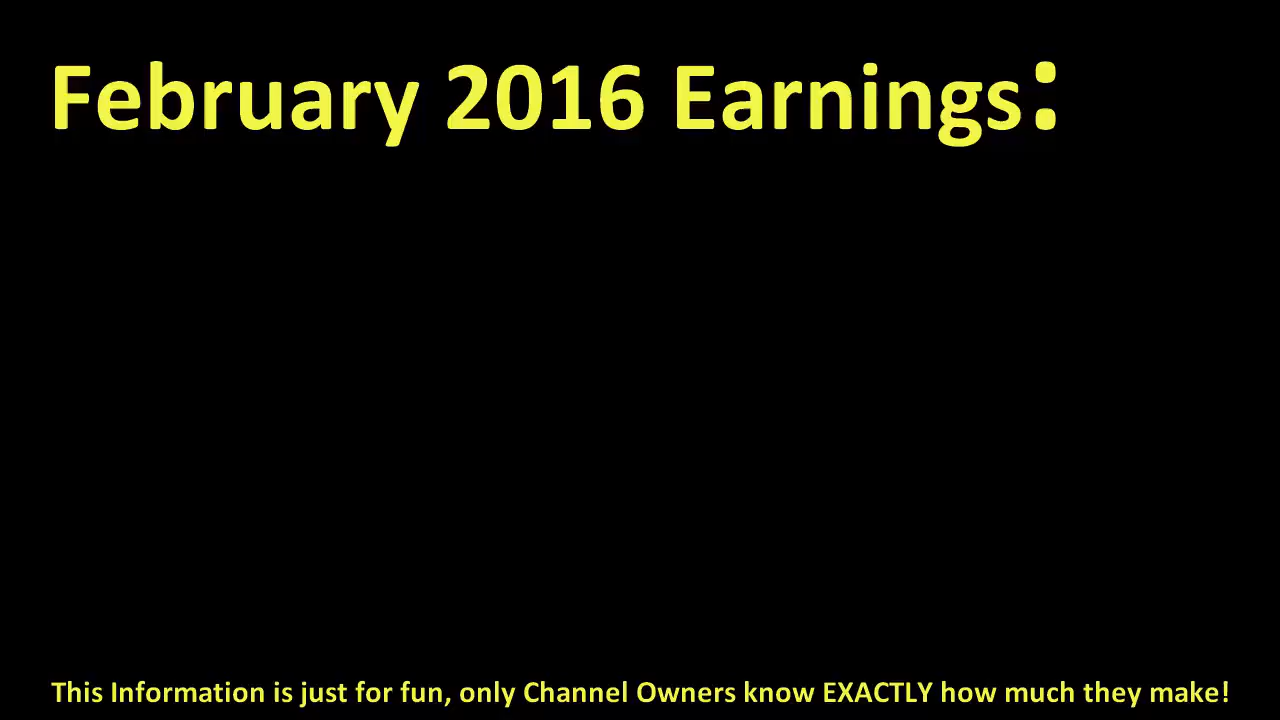 February 2016 Earnings:
This Information is just for fun, only Channel Owners know EXACTLY how much they make!